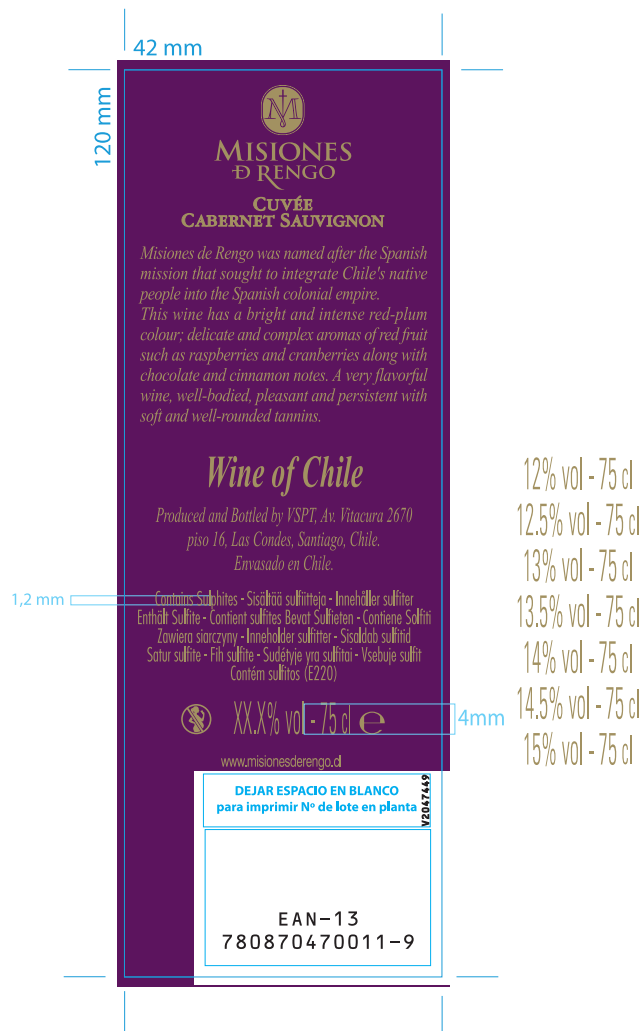 42 mm
120 mm
M
MISIONES
D RENGO
CUVÉE
CABERNET SAUVIGNON
Misiones de Rengo was named after the Spanish
mission that sought to integrate Chile's native
people into the Spanish colonial empire.
This wine has a bright and intense red-plum
colour; delicate and complex aromas of red fruit
such as raspberries and cranberries along with
chocolate and cinnamon notes. A very flavorful
wine, well-bodied, pleasant and persistent with
soft and well-rounded tannins.
Wine of Chile
Produced and Bottled by VSPT, Av. Vitacura 2670
piso 16, Las Condes, Santiago, Chile.
Envasado en Chile.
1,2 mm
Contains Sulphites - Sisältää sulfiitteja - Innehåller sulfiter
Enthält Sulfite - Contient sulfites Bevat Sulfieten - Contiene Solfiti
Zawiera siarczyny - Inneholder sulfitter - Sisaldab sulfitid
Satur sulfite - Fih sulfite - Sudétyje yra sulfitai - Vsebuje sulfit
Contém sulfitos (E220)
XX.X% vol - 75 cl ℮
4mm
www.misionesderengo.cl
DEJAR ESPACIO EN BLANCO
para imprimir Nº de lote en planta
V2047449
EAN-13
780870470011-9
12% vol - 75 cl
12.5% vol - 75 cl
13% vol - 75 cl
13.5% vol - 75 cl
14% vol - 75 cl
14.5% vol - 75 cl
15% vol - 75 cl